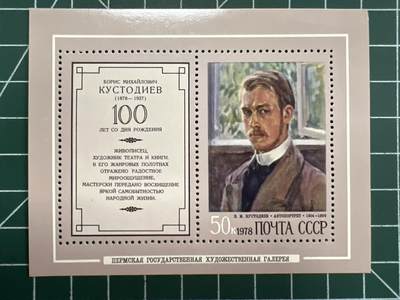 БОРИС МИХАЙЛОВИЧ
КУСТОДИЕВ
(1878—1927)
100
ЛЕТ СО ДНЯ РОЖДЕНИЯ
ЖИВОПИСЕЦ,
ХУДОЖНИК ТЕАТРА И КНИГИ.
В ЕГО ЖАНРОВЫХ ПОЛОТНАХ
ОТРАЖЕНО РАДОСТНОЕ
МИРООЩУЩЕНИЕ,
МАСТЕРСКИ ПЕРЕДАНО ВОСХИЩЕНИЕ
ЯРКОЙ САМОБЫТНОСТЬЮ
НАРОДНОЙ ЖИЗНИ.
Б. М. КУСТОДИЕВ • АВТОПОРТРЕТ •
50к 1978 ПОЧТА СССР
ПЕРМСКАЯ ГОСУДАРСТВЕННАЯ ХУДОЖЕСТВЕННАЯ ГАЛЕРЕЯ